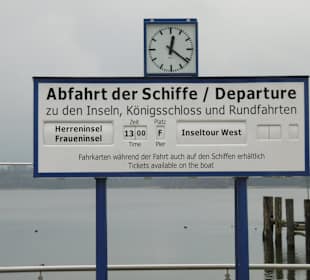 Abfahrt der Schiffe / Departure
zu den Inseln, Königsschloss und Rundfahrten
Zeit Platz
Herreninsel 13 00 F Inseltour West
Fraueninsel
Time Pier
Fahrkarten während der Fahrt auch auf den Schiffen erhältlich
Tickets available on the boat